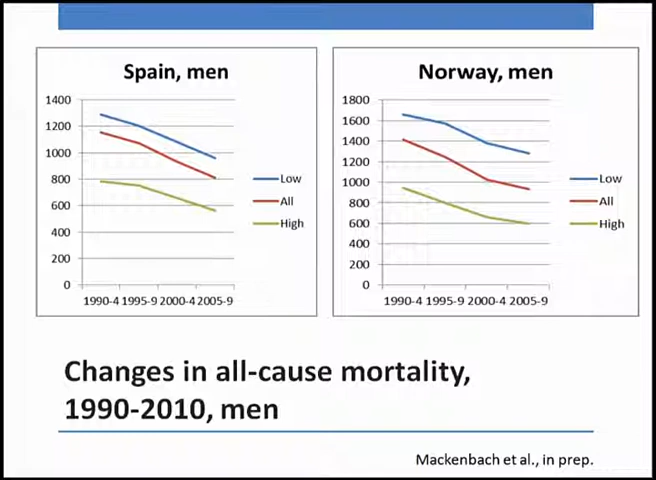 Spain, men
1400
1200
1000
800
600
400
200
0
1990-4 1995-9 2000-4 2005-9
Low
All
High
Norway, men
1800
1600
1400
1200
1000
800
600
400
200
0
1990-4 1995-9 2000-4 2005-9
Low
All
High
Changes in all-cause mortality,
1990-2010, men
Mackenbach et al., in prep.